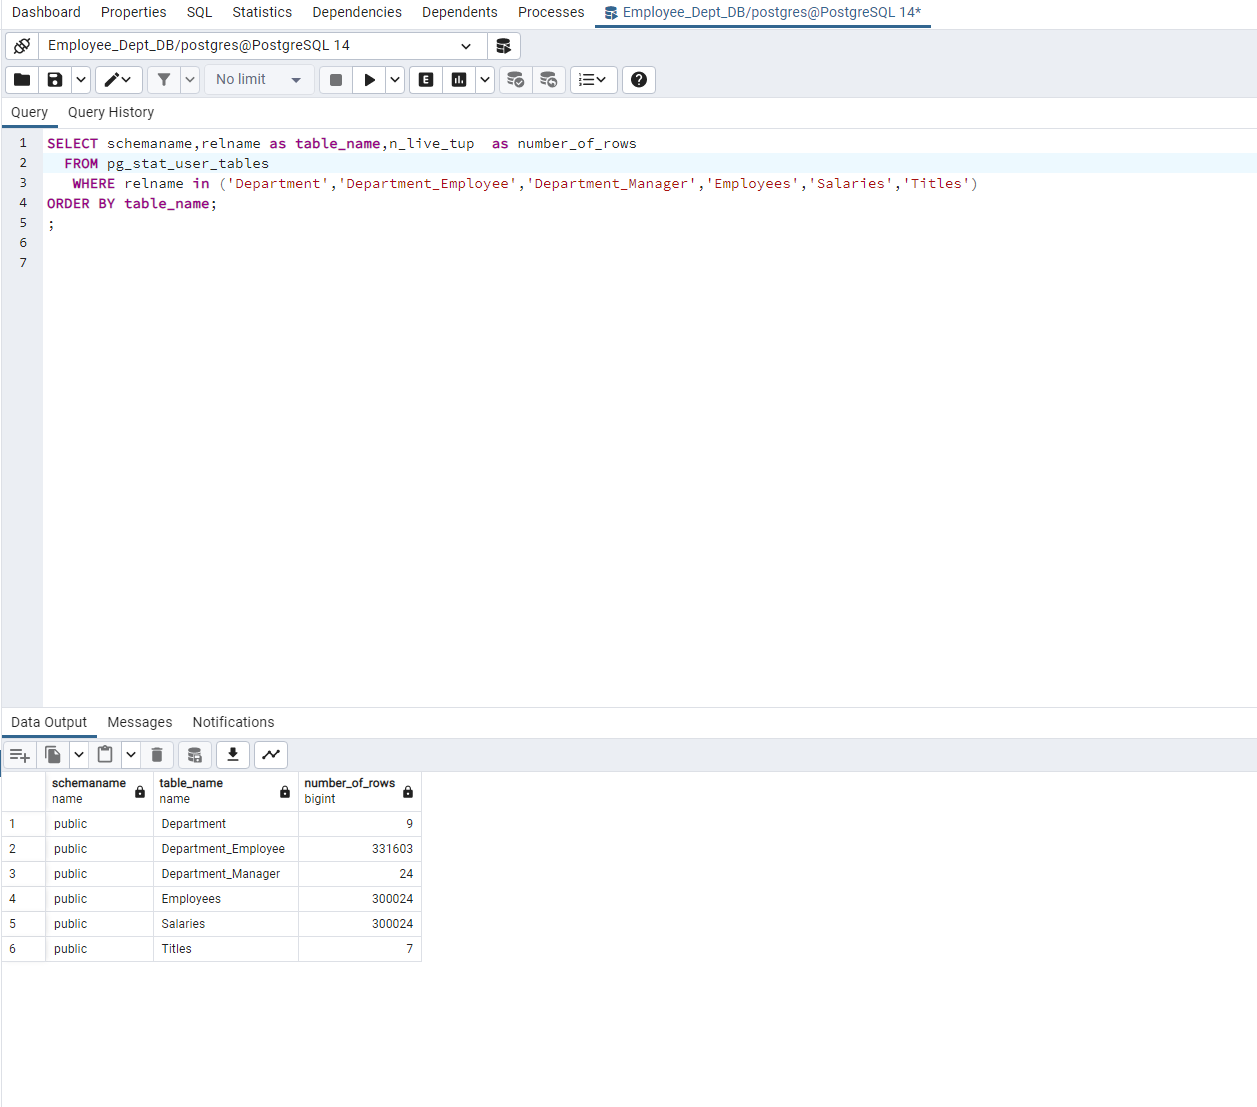 Dashboard Properties SQL Statistics Dependencies Dependents Processes Employee_Dept_DB/postgres@PostgreSQL 14*
Employee_Dept_DB/postgres@PostgreSQL 14
No limit E
Query Query History
1 SELECT schemaname,relname as table_name,n_live_tup  as number_of_rows
2 FROM pg_stat_user_tables
3 WHERE relname in ('Department','Department_Employee','Department_Manager','Employees','Salaries','Titles')
4 ORDER BY table_name;
5 ;
6
7
Data Output Messages Notifications
schemaname table_name number_of_rows
name name bigint
1 public Department 9
2 public Department_Employee 331603
3 public Department_Manager 24
4 public Employees 300024
5 public Salaries 300024
6 public Titles 7